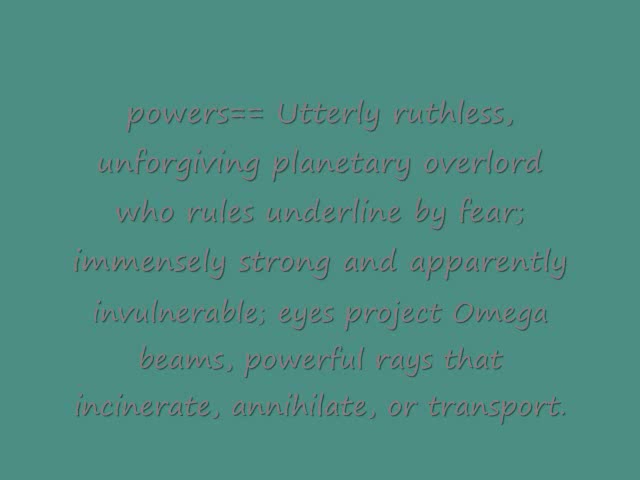 powers== Utterly ruthless,
unforgiving planetary overlord
who rules underline by fear;
immensely strong and apparently
invulnerable; eyes project Omega
beams, powerful rays that
incinerate, annihilate, or transport.